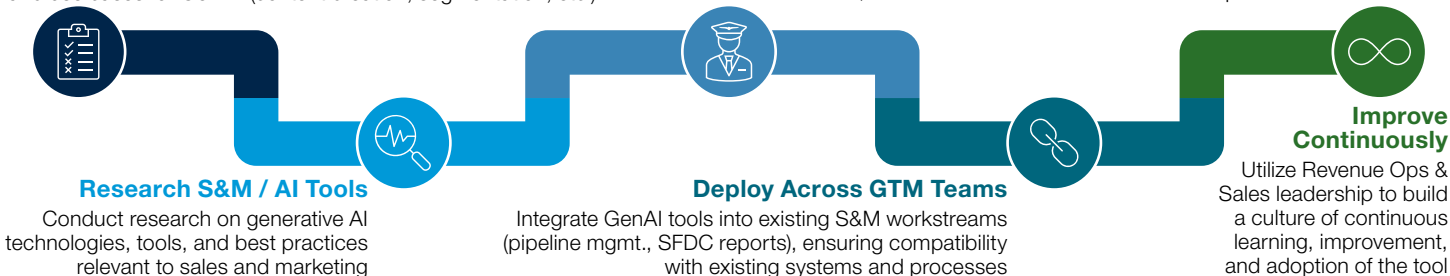 Research S&M / AI Tools
Conduct research on generative AI
technologies, tools, and best practices
relevant to sales and marketing
Deploy Across GTM Teams
Integrate GenAI tools into existing S&M workstreams
(pipeline mgmt., SFDC reports), ensuring compatibility
with existing systems and processes
Improve
Continuously
Utilize Revenue Ops &
Sales leadership to build
a culture of continuous
learning, improvement,
and adoption of the tool